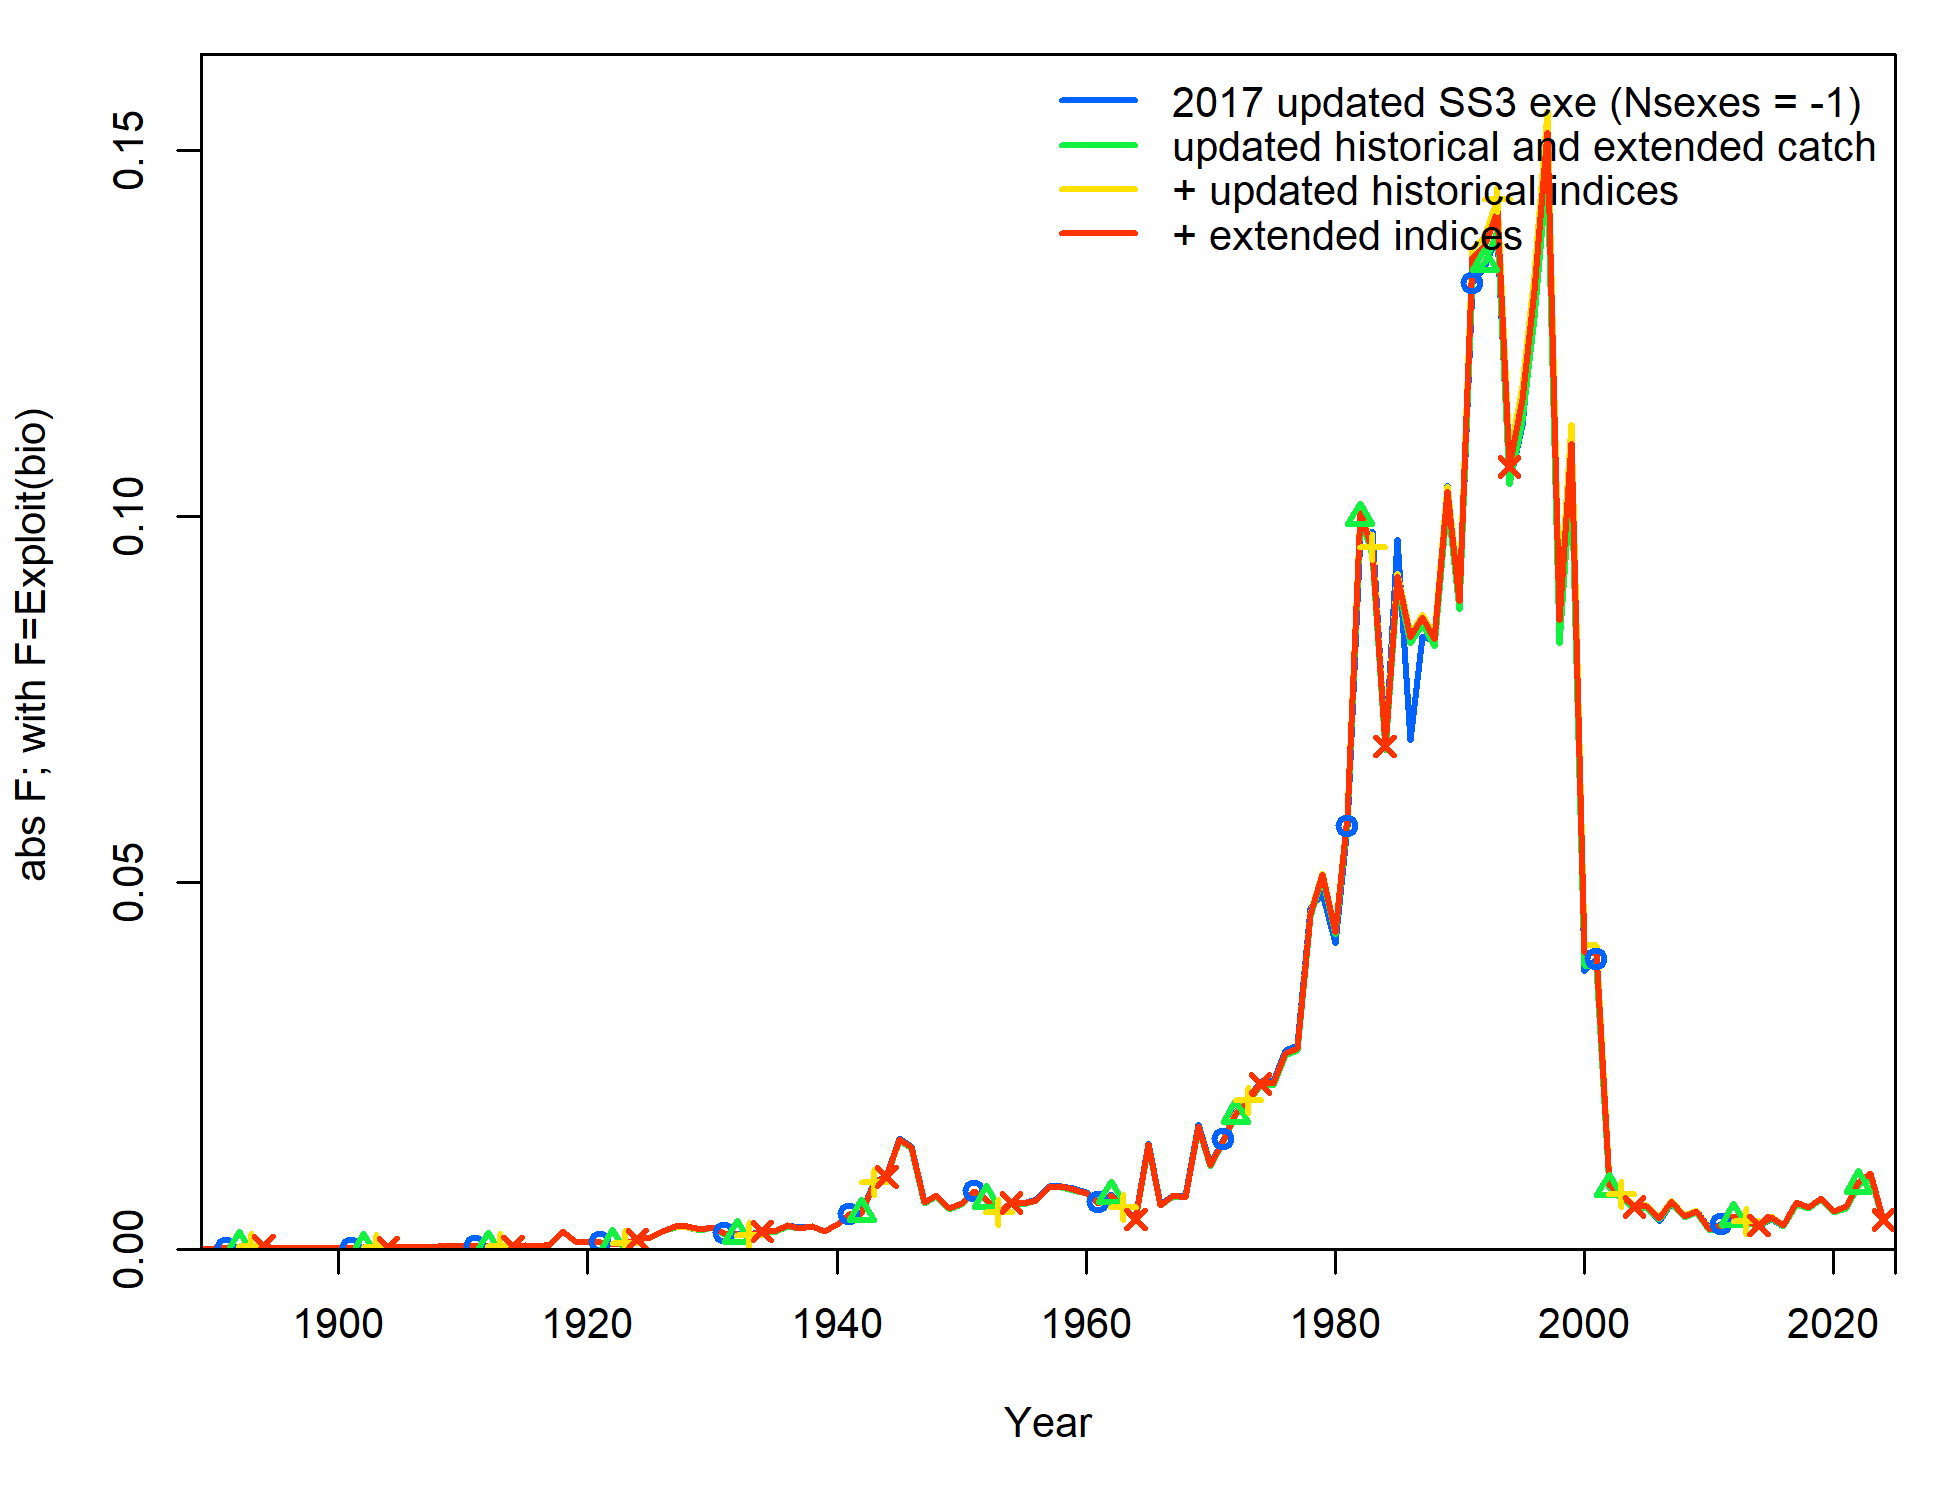 2017 updated SS3 exe (Nsexes = -1)
updated historical and extended catch
+ updated historical indices
+ extended indices
abs F; with F=Exploit(bio)
0.15
0.10
0.05
0.00
1900 1920 1940 1960 1980 2000 2020
Year